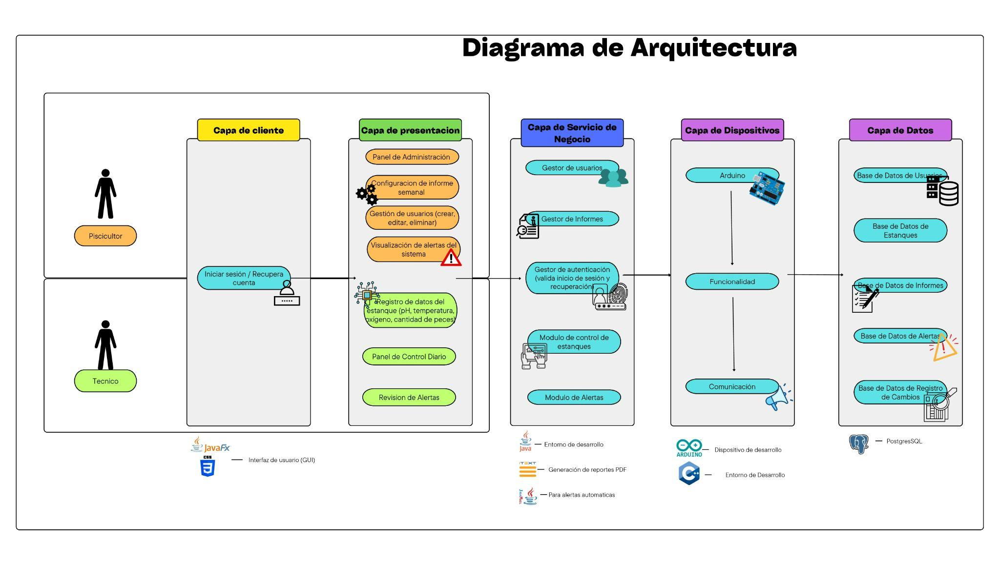 Diagrama de Arquitectura
Capa de cliente
Iniciar sesión / Recupera
cuenta
Piscicultor
Tecnico
Capa de presentacion
Panel de Administración
Configuracion de informe
semanal
Gestión de usuarios (crear,
editar, eliminar)
Visualización de alertas del
sistema
Registro de datos del
estanque (pH, temperatura,
oxígeno, cantidad de peces)
Panel de Control Diario
Revision de Alertas
Capa de Servicio de
Negocio
Gestor de usuarios
Gestor de Informes
Gestor de autenticación
(valida inicio de sesión y
recuperación)
Modulo de control de
estanques
Modulo de Alertas
Capa de Dispositivos
Arduino
Funcionalidad
Comunicación
Capa de Datos
Base de Datos de Usuarios
Base de Datos de
Estanques
Base de Datos de Informes
Base de Datos de Alertas
Base de Datos de Registro
de Cambios
JavaFx
CSS
3
Interfaz de usuario (GUI)
Java
Entorno de desarrollo
iTEXT
Generación de reportes PDF
JavaMail
Para alertas automaticas
ARDUINO
Dispositivo de desarrollo
C++
Entorno de Desarrollo
PostgresSQL